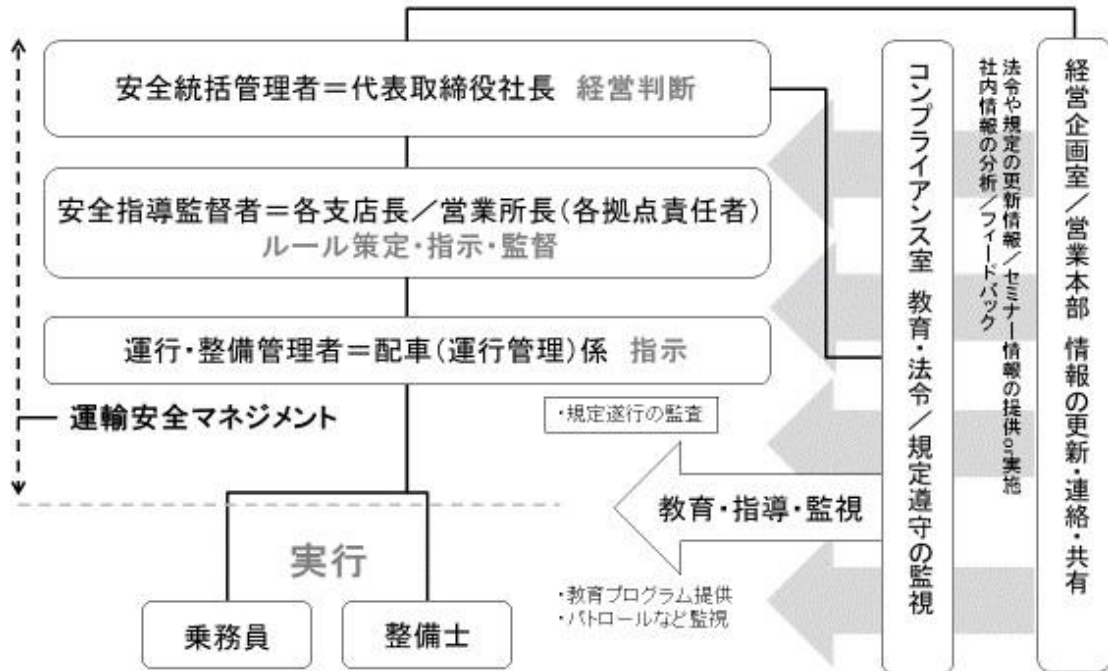 安全統括管理者＝代表取締役社長 経営判断
安全指導監督者＝各支店長／営業所長(各拠点責任者)
ルール策定・指示・監督
運行・整備管理者＝配車(運行管理)係 指示
運輸安全マネジメント
・規定遂行の監査
教育・指導・監視
・教育プログラム提供
・パトロールなど監視
実行
乗務員
整備士
コンプライアンス室 教育・法令／規定遵守の監視
法令や規定の更新情報／セミナー情報の提供or実施
社内情報の分析／フィードバック
経営企画室／営業本部 情報の更新・連絡・共有